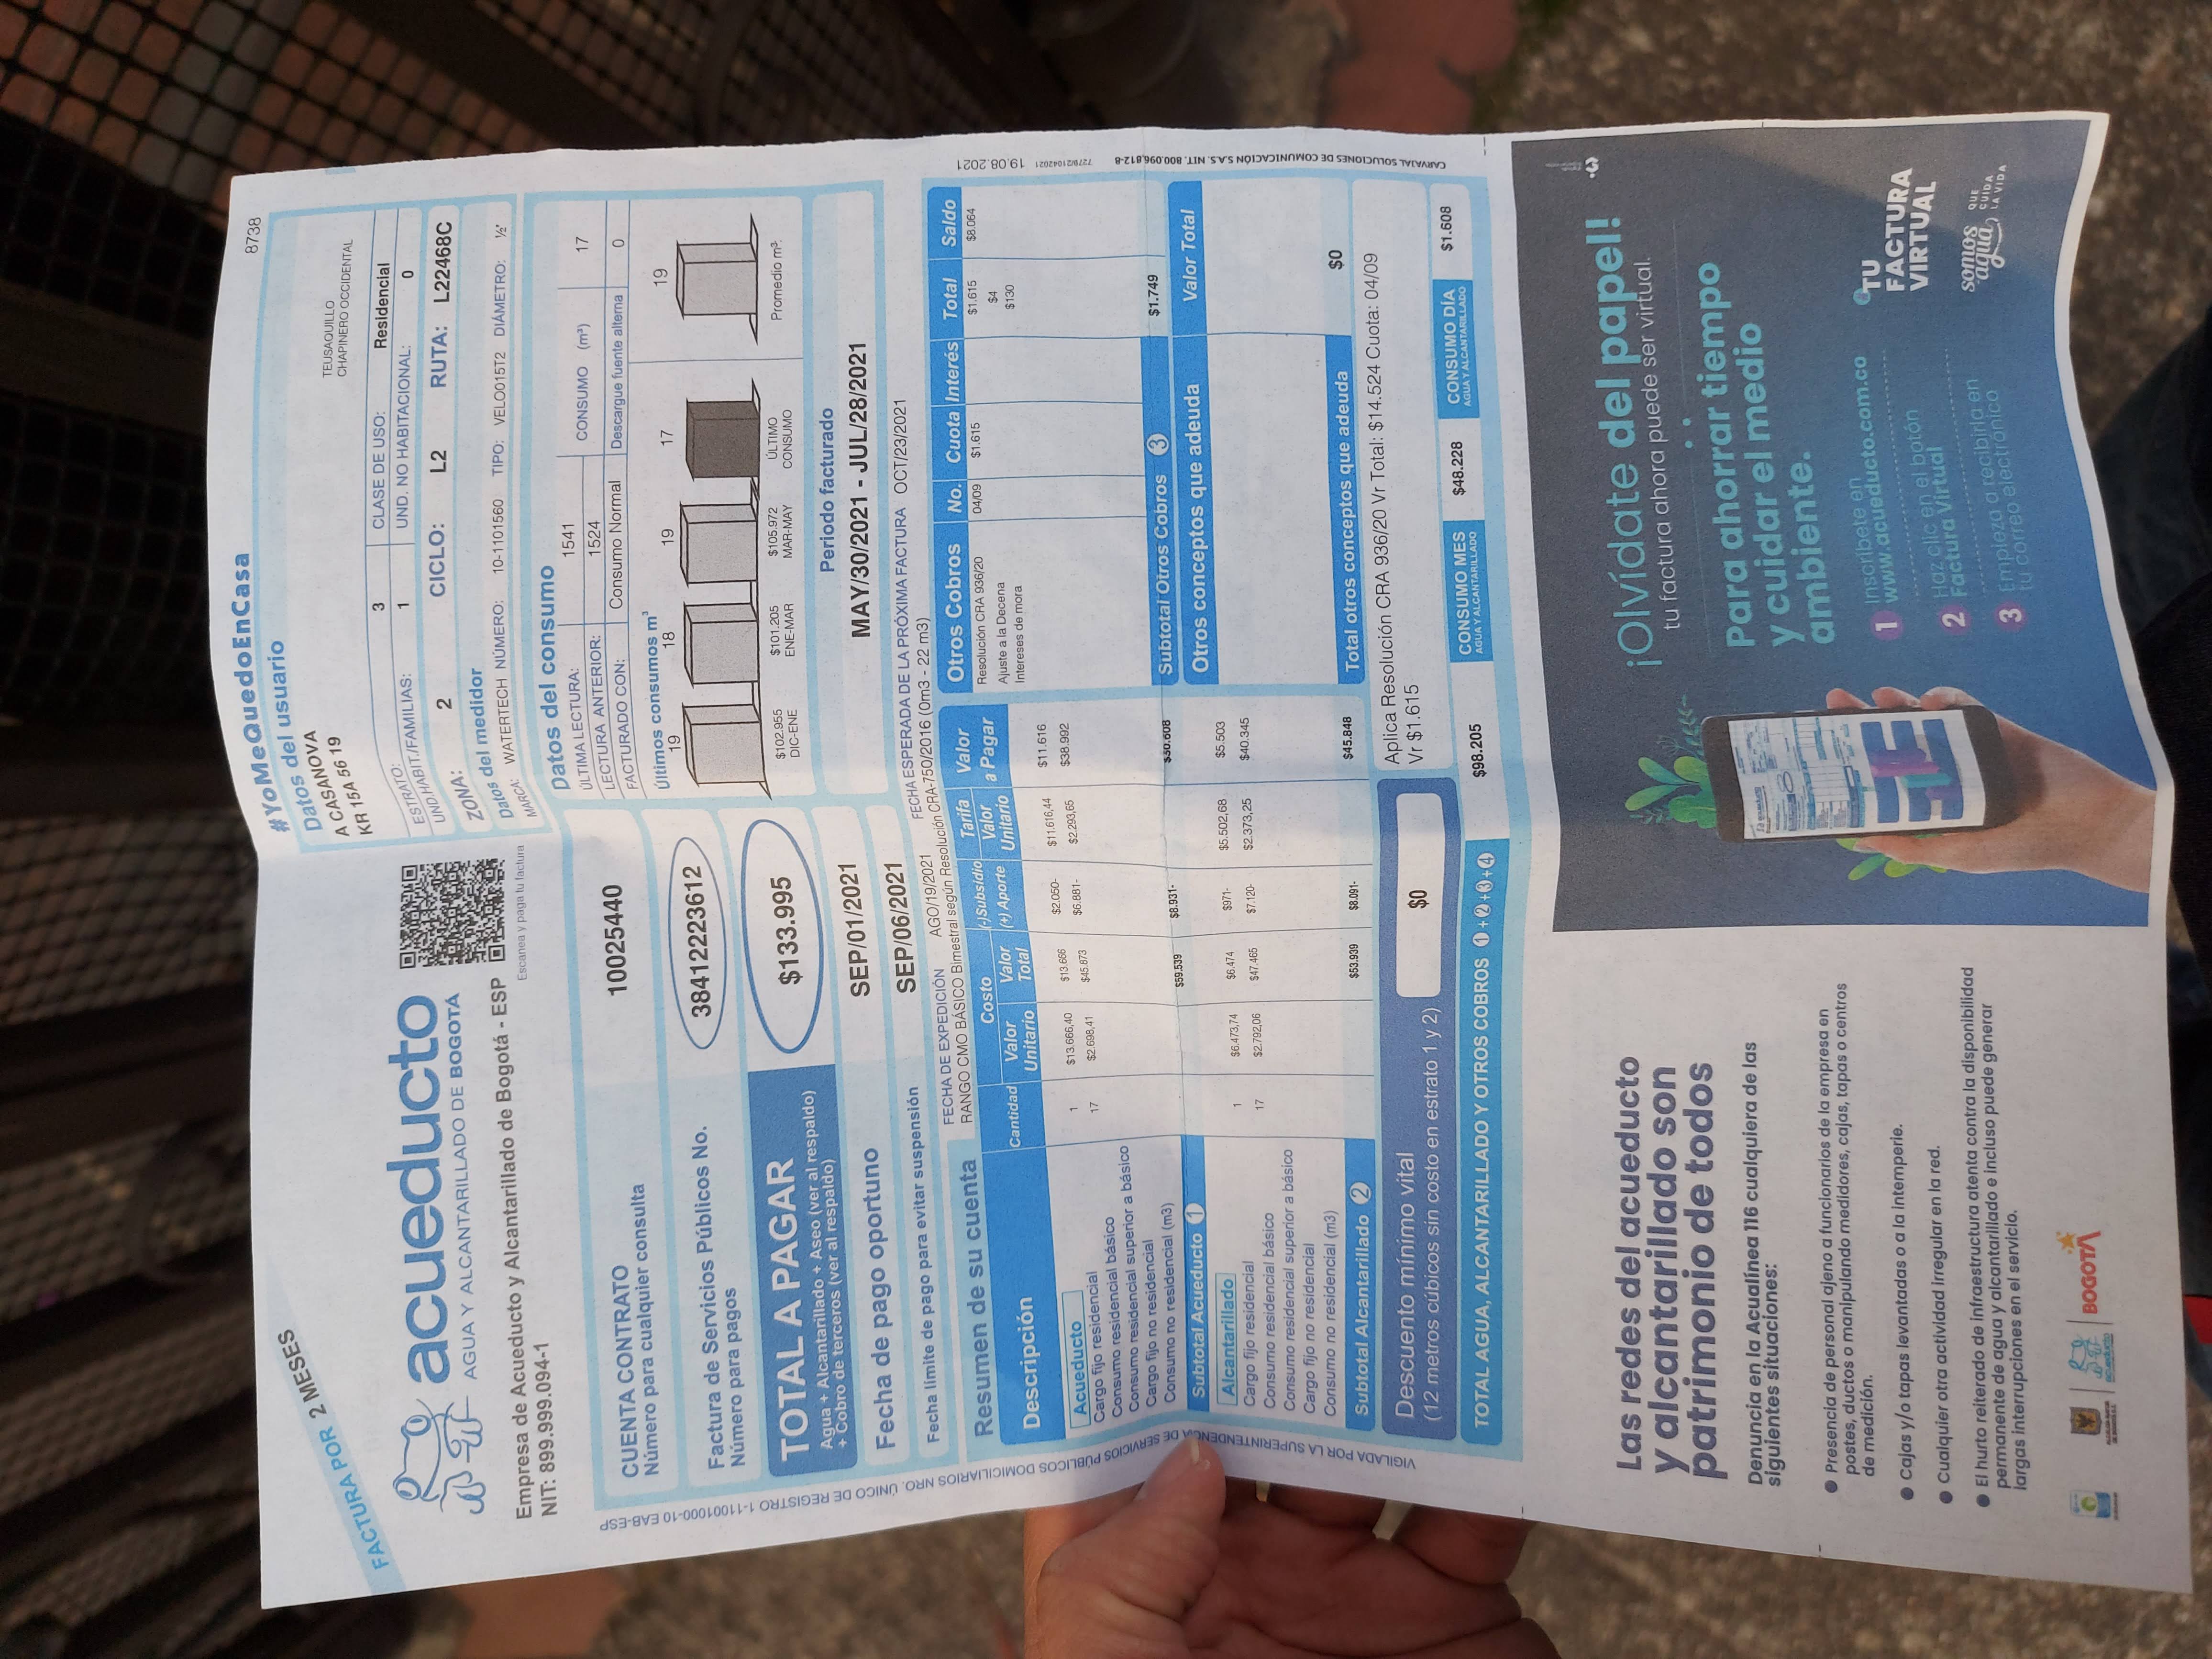 FACTURA POR 2 MESES
acueducto
AGUA Y ALCANTARILLADO DE BOGOTÁ
Empresa de Acueducto y Alcantarillado de Bogotá - ESP
NIT: 899.999.094-1
Escanea y paga tu factura
#YoMeQuedoEnCasa
8738
Datos del usuario
A CASANOVA
KR 15A 56 19
TEUSAQUILLO
CHAPINERO OCCIDENTAL
ESTRATO: 3 CLASE DE USO: Residencial
UND.HABIT./FAMILIAS: 1 UND. NO HABITACIONAL: 0
ZONA: 2 CICLO: L2 RUTA: L22468C
Datos del medidor
MARCA: WATERTECH NÚMERO: 10-1101560 TIPO: VELO015T2 DIÁMETRO: ½"
Datos del consumo
ÚLTIMA LECTURA: 1541
LECTURA ANTERIOR: 1524
CONSUMO (m³) 17
FACTURADO CON: Consumo Normal Descargue fuente alterna 0
Últimos consumos m³
19 18 19 17 19
$102.955 $101.205 $105.972 ÚLTIMO Promedio m³.
DIC-ENE ENE-MAR MAR-MAY CONSUMO
Periodo facturado
MAY/30/2021 - JUL/28/2021
CUENTA CONTRATO 10025440
Número para cualquier consulta
Factura de Servicios Públicos No. 38412223612
Número para pagos
TOTAL A PAGAR $133.995
Agua + Alcantarillado + Aseo (ver al respaldo)
+ Cobro de terceros (ver al respaldo)
Fecha de pago oportuno SEP/01/2021
Fecha límite de pago para evitar suspensión SEP/06/2021
FECHA DE EXPEDICIÓN AGO/19/2021 FECHA ESPERADA DE LA PRÓXIMA FACTURA OCT/23/2021
RANGO CMO BÁSICO Bimestral según Resolución CRA-750/2016 (0m3 - 22 m3)
Resumen de su cuenta
Descripción Cantidad Costo Valor Unitario Valor Total (-)Subsidio (+) Aporte Tarifa Valor Unitario Valor a Pagar
Acueducto
Cargo fijo residencial 1 $13.666,40 $13.666 $2.050- $11.616,44 $11.616
Consumo residencial básico 17 $2.698,41 $45.873 $6.881- $2.293,65 $38.992
Consumo residencial superior a básico
Cargo fijo no residencial
Consumo no residencial (m3)
Subtotal Acueducto 1 $59.539 $8.931- $50.608
Alcantarillado
Cargo fijo residencial 1 $6.473,74 $6.474 $971- $5.502,68 $5.503
Consumo residencial básico 17 $2.792,06 $47.465 $7.120- $2.373,25 $40.345
Consumo residencial superior a básico
Cargo fijo no residencial
Consumo no residencial (m3)
Subtotal Alcantarillado 2 $53.939 $8.091- $45.848
Otros Cobros No. Cuota Interés Total Saldo
Resolución CRA 936/20 04/09 $1.615 $1.615 $8.064
Ajuste a la Decena $4
Intereses de mora $130
Subtotal Otros Cobros 3 $1.749
Otros conceptos que adeuda Valor Total
Total otros conceptos que adeuda $0
Descuento mínimo vital
(12 metros cúbicos sin costo en estrato 1 y 2) $0
Aplica Resolución CRA 936/20 Vr Total: $14.524 Cuota: 04/09
Vr $1.615
TOTAL AGUA, ALCANTARILLADO Y OTROS COBROS 1+2+3+4 $98.205
CONSUMO MES $48.228
AGUA Y ALCANTARILLADO
CONSUMO DÍA $1.608
AGUA Y ALCANTARILLADO
VIGILADA POR LA SUPERINTENDENCIA DE SERVICIOS PÚBLICOS DOMICILIARIOS NRO. ÚNICO DE REGISTRO 1-11001000-10 EAB-ESP
CARVAJAL SOLUCIONES DE COMUNICACIÓN S.A.S. NIT. 800.096.812-8 19.08.2021
Las redes del acueducto
y alcantarillado son
patrimonio de todos
Denuncia en la Acualínea 116 cualquiera de las
siguientes situaciones:
Presencia de personal ajeno a funcionarios de la empresa en
postes, ductos o manipulando medidores, cajas, tapas o centros
de medición.
Cajas y/o tapas levantadas o a la intemperie.
Cualquier otra actividad irregular en la red.
El hurto reiterado de infraestructura atenta contra la disponibilidad
permanente de agua y alcantarillado e incluso puede generar
largas interrupciones en el servicio.
acueducto
BOGOTÁ
¡Olvídate del papel!
tu factura ahora puede ser virtual.
Para ahorrar tiempo
y cuidar el medio
ambiente.
1 Inscríbete en
www.acueducto.com.co
2 Haz clic en el botón
Factura Virtual
3 Empieza a recibirla en
tu correo electrónico
TU
FACTURA
VIRTUAL
somos
agua
QUE
CUIDA
LA VIDA